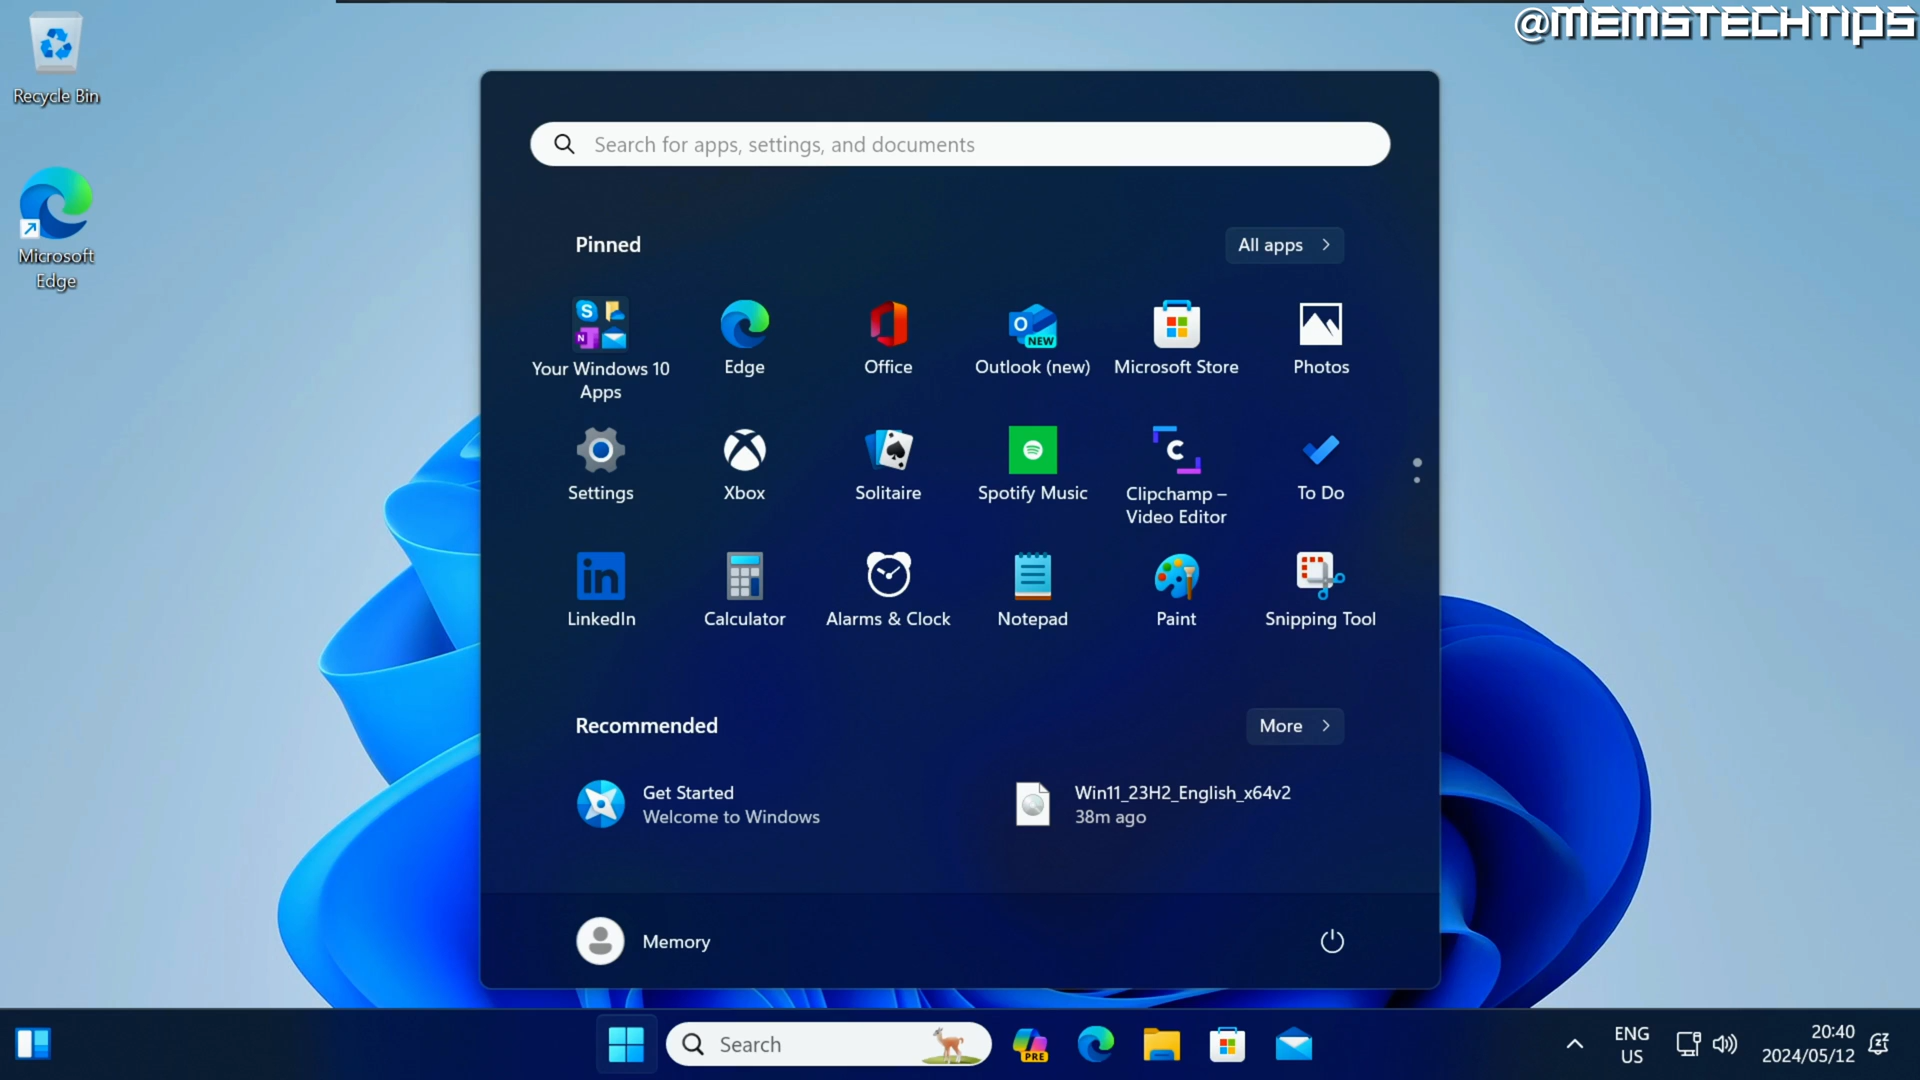 @MEMSTECHTIPS
Recycle Bin
Microsoft
Edge
Search for apps, settings, and documents
Pinned
All apps
Your Windows 10
Apps
Edge
Office
Outlook (new)
Microsoft Store
Photos
Settings
Xbox
Solitaire
Spotify Music
Clipchamp –
Video Editor
To Do
LinkedIn
Calculator
Alarms & Clock
Notepad
Paint
Snipping Tool
S
N
O
NEW
C
in
Recommended
More
Get Started
Welcome to Windows
Win11_23H2_English_x64v2
38m ago
Memory
Search
PRE
ENG
US
20:40
2024/05/12